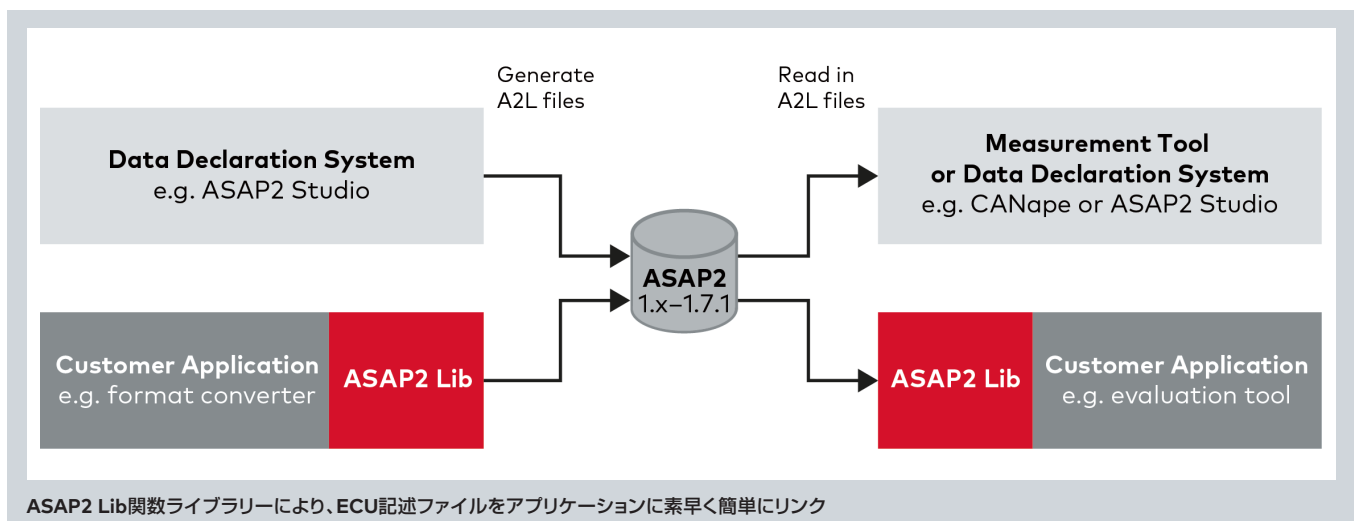 Generate
A2L files
Read in
A2L files
Data Declaration System
e.g. ASAP2 Studio
Measurement Tool
or Data Declaration System
e.g. CANape or ASAP2 Studio
ASAP2
1.x–1.7.1
Customer Application
e.g. format converter
ASAP2 Lib
ASAP2 Lib
Customer Application
e.g. evaluation tool
ASAP2 Lib関数ライブラリーにより、ECU記述ファイルをアプリケーションに素早く簡単にリンク